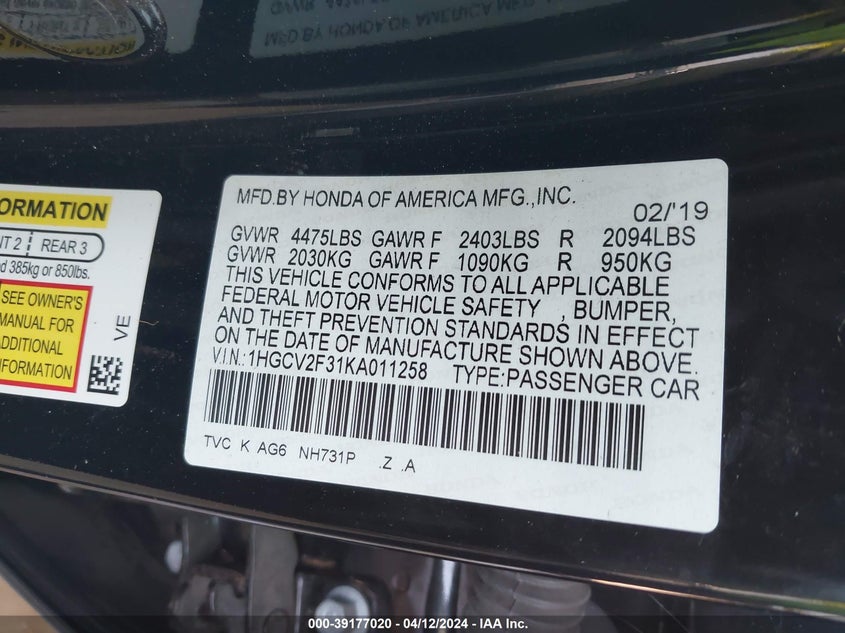 MFD.BY HONDA OF AMERICA MFG.,INC.
02/'19
GVWR 4475LBS GAWR F 2403LBS R 2094LBS
GVWR 2030KG GAWR F 1090KG R 950KG
THIS VEHICLE CONFORMS TO ALL APPLICABLE
FEDERAL MOTOR VEHICLE SAFETY , BUMPER,
AND THEFT PREVENTION STANDARDS IN EFFECT
ON THE DATE OF MANUFACTURE SHOWN ABOVE.
V.I.N.:1HGCV2F31KA011258 TYPE:PASSENGER CAR
TVC K AG6 NH731P .Z .A
2 REAR 3
385kg or 850lbs.
SEE OWNER'S
MANUAL FOR
ADDITIONAL
INFORMATION
VE
000-39177020 - 04/12/2024 - IAA Inc.